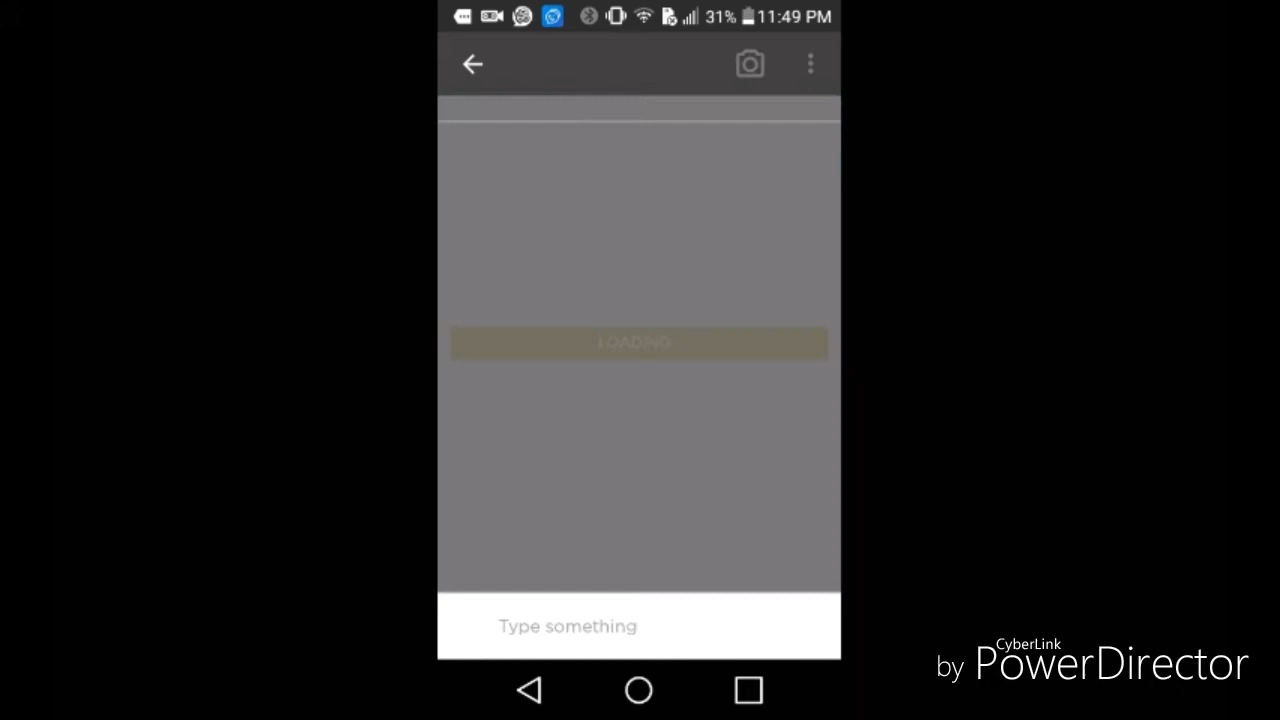 31% 11:49 PM
LOADING
Type something
CyberLink
by PowerDirector